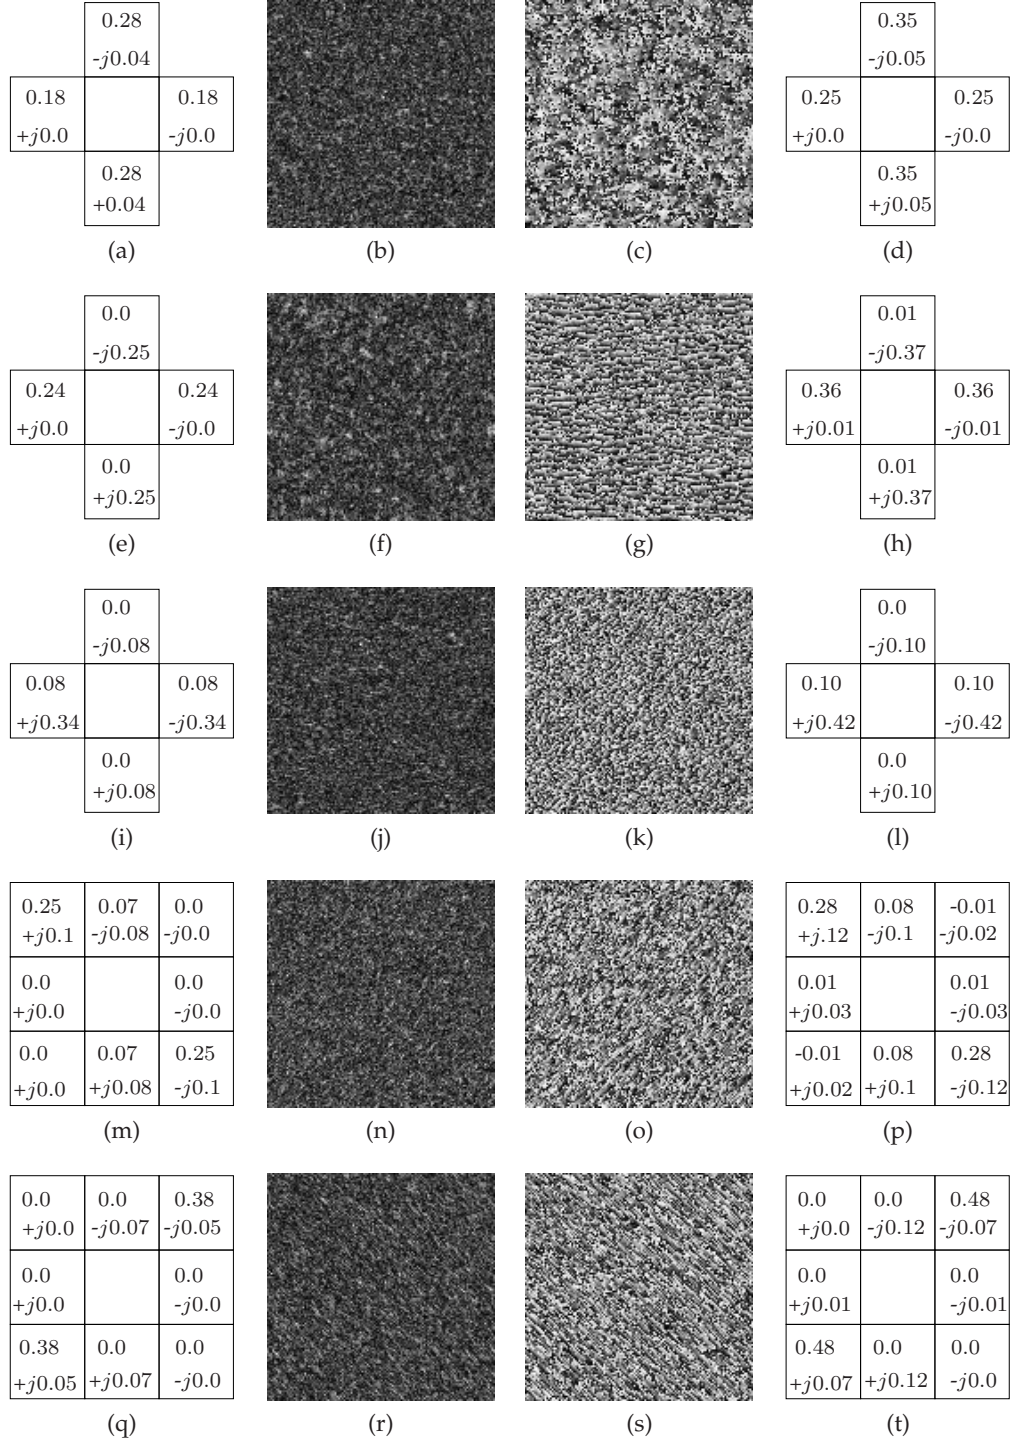 0.28
-j0.04
0.18
+j0.0
0.18
-j0.0
0.28
+0.04
0.35
-j0.05
0.25
+j0.0
0.25
-j0.0
0.35
+j0.05
(a) (b) (c) (d)
0.0
-j0.25
0.24
+j0.0
0.24
-j0.0
0.0
+j0.25
0.01
-j0.37
0.36
+j0.01
0.36
-j0.01
0.01
+j0.37
(e) (f) (g) (h)
0.0
-j0.08
0.08
+j0.34
0.08
-j0.34
0.0
+j0.08
0.0
-j0.10
0.10
+j0.42
0.10
-j0.42
0.0
+j0.10
(i) (j) (k) (l)
0.25 0.07 0.0
+j0.1 -j0.08 -j0.0
0.0 0.0
+j0.0 -j0.0
0.0 0.07 0.25
+j0.0 +j0.08 -j0.1
0.28 0.08 -0.01
+j.12 -j0.1 -j0.02
0.01 0.01
+j0.03 -j0.03
-0.01 0.08 0.28
+j0.02 +j0.1 -j0.12
(m) (n) (o) (p)
0.0 0.0 0.38
+j0.0 -j0.07 -j0.05
0.0 0.0
+j0.0 -j0.0
0.38 0.0 0.0
+j0.05 +j0.07 -j0.0
0.0 0.0 0.48
+j0.0 -j0.12 -j0.07
0.0 0.0
+j0.01 -j0.01
0.48 0.0 0.0
+j0.07 +j0.12 -j0.0
(q) (r) (s) (t)